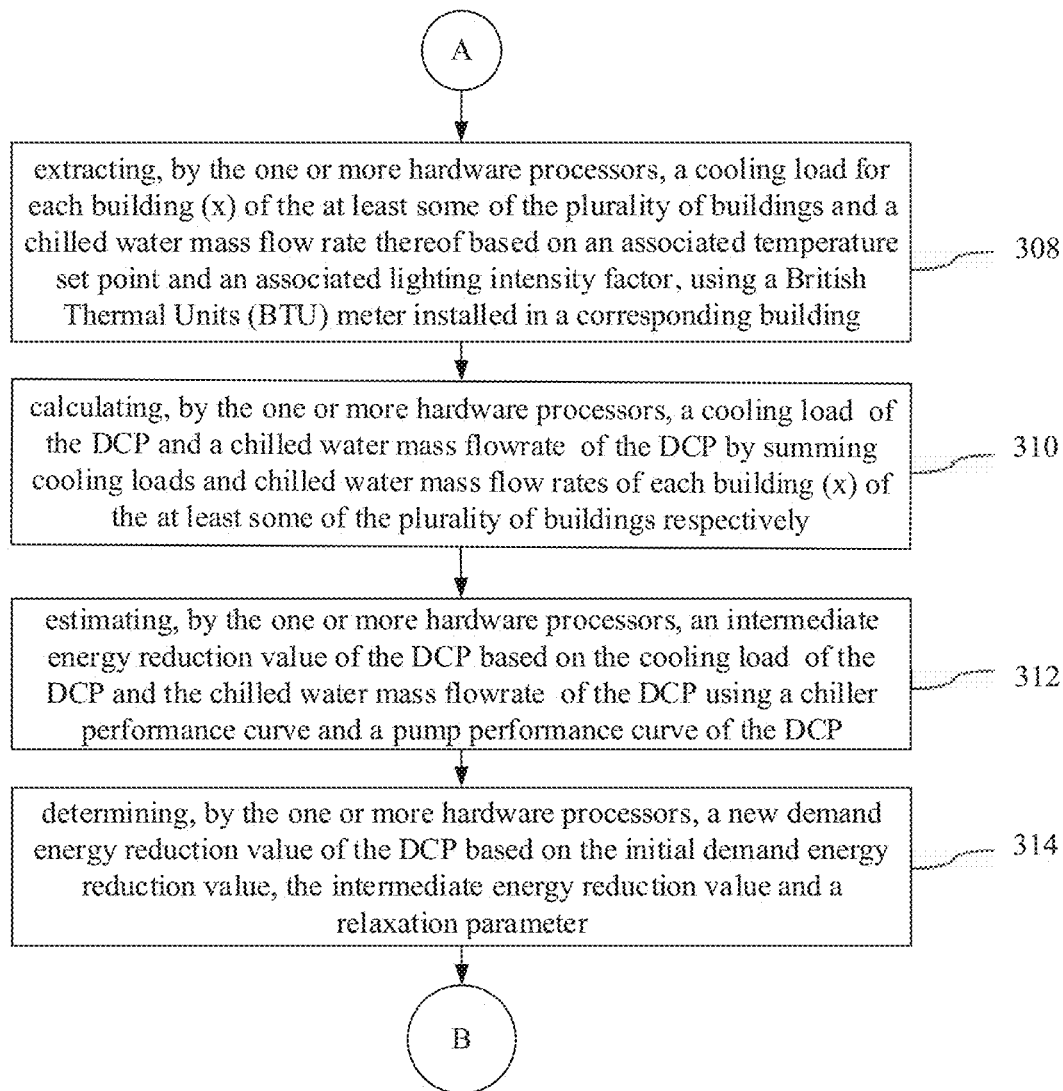 A
extracting, by the one or more hardware processors, a cooling load for
each building (x) of the at least some of the plurality of buildings and a
chilled water mass flow rate thereof based on an associated temperature
set point and an associated lighting intensity factor, using a British
Thermal Units (BTU) meter installed in a corresponding building
308
calculating, by the one or more hardware processors, a cooling load of
the DCP and a chilled water mass flowrate of the DCP by summing
cooling loads and chilled water mass flow rates of each building (x) of
the at least some of the plurality of buildings respectively
310
estimating, by the one or more hardware processors, an intermediate
energy reduction value of the DCP based on the cooling load of the
DCP and the chilled water mass flowrate of the DCP using a chiller
performance curve and a pump performance curve of the DCP
312
determining, by the one or more hardware processors, a new demand
energy reduction value of the DCP based on the initial demand energy
reduction value, the intermediate energy reduction value and a
relaxation parameter
314
B